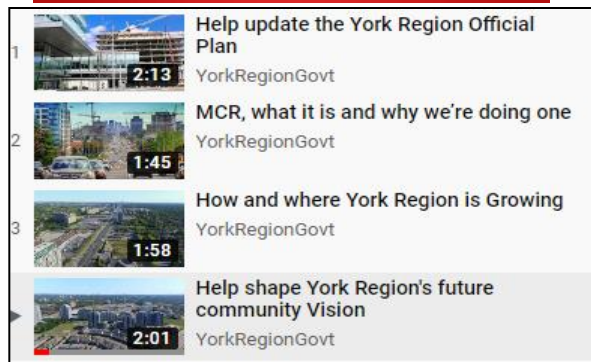 1
Help update the York Region Official
Plan
YorkRegionGovt
2:13
2
MCR, what it is and why we’re doing one
YorkRegionGovt
1:45
3
How and where York Region is Growing
YorkRegionGovt
1:58
Help shape York Region's future
community Vision
YorkRegionGovt
2:01